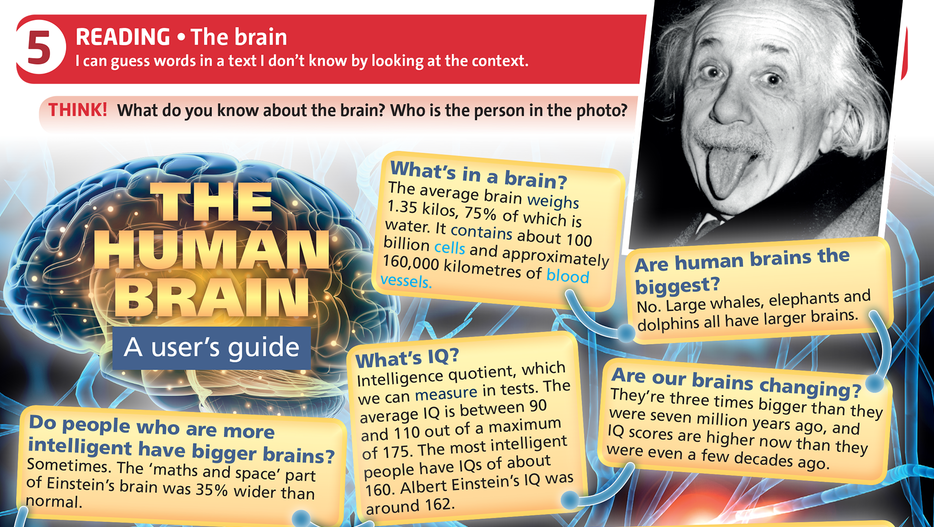 5
READING • The brain
I can guess words in a text I don't know by looking at the context.
THINK! What do you know about the brain? Who is the person in the photo?
THE
HUMAN
BRAIN
A user's guide
What's in a brain?
The average brain weighs
1.35 kilos, 75% of which is
water. It contains about 100
billion cells and approximately
160,000 kilometres of blood
vessels.
Are human brains the
biggest?
No. Large whales, elephants and
dolphins all have larger brains.
Are our brains changing?
They're three times bigger than they
were seven million years ago, and
IQ scores are higher now than they
were even a few decades ago.
What's IQ?
Intelligence quotient, which
we can measure in tests. The
average IQ is between 90
and 110 out of a maximum
of 175. The most intelligent
people have IQs of about
160. Albert Einstein's IQ was
around 162.
Do people who are more
intelligent have bigger brains?
Sometimes. The 'maths and space' part
of Einstein's brain was 35% wider than
normal.